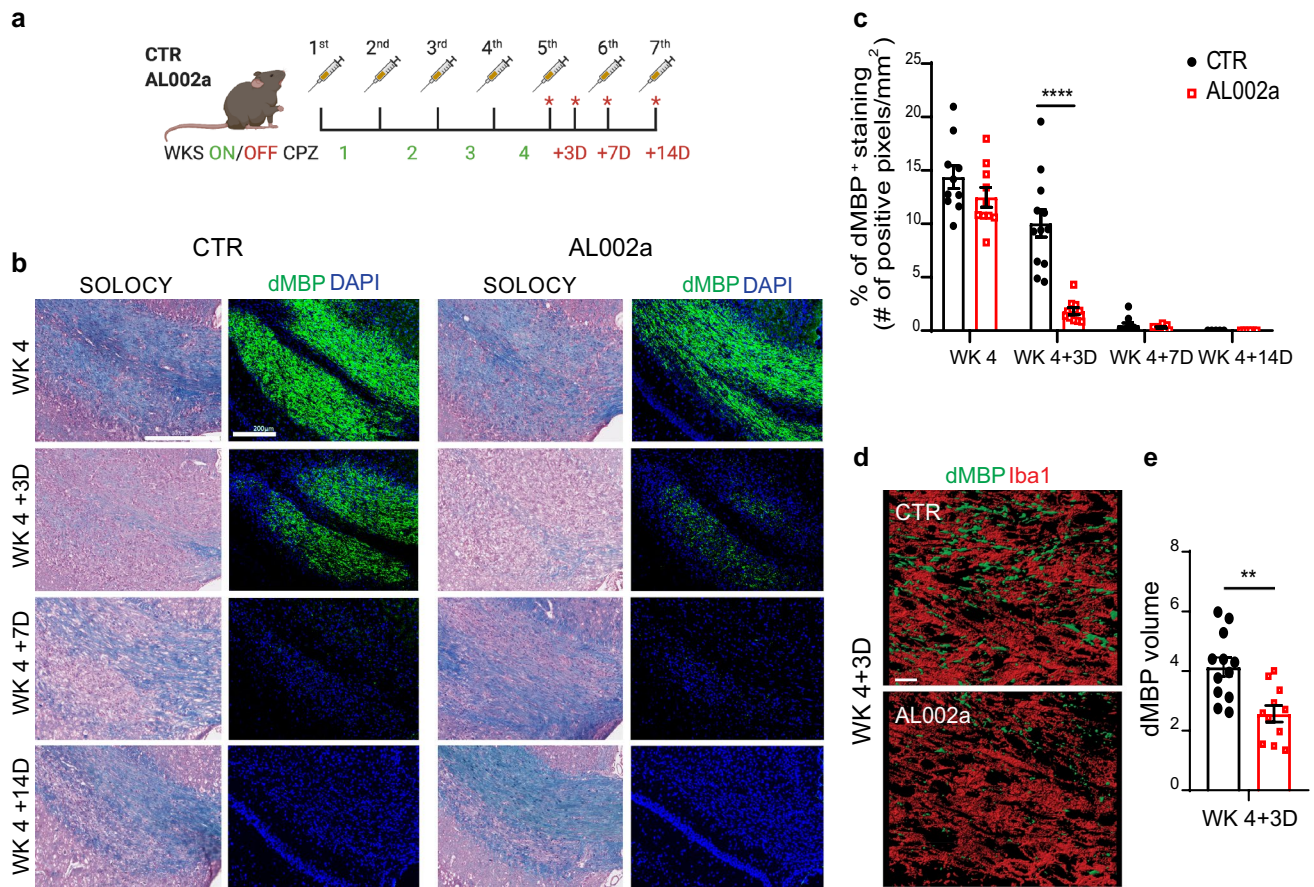 a
CTR
AL002a
1st 2nd 3rd 4th 5th 6th 7th
* * * *
WKS ON/OFF CPZ 1 2 3 4 +3D +7D +14D
b
CTR AL002a
SOLOCY dMBP DAPI SOLOCY dMBP DAPI
WK 4
200µm
WK 4 +3D
WK 4 +7D
WK 4 +14D
c
CTR
AL002a
% of dMBP+ staining
(# of positive pixels/mm2)
25
20
15
10
5
0
****
WK 4 WK 4+3D WK 4+7D WK 4+14D
d
dMBP Iba1
CTR
AL002a
WK 4+3D
e
dMBP volume
8
6
4
2
0
**
WK 4+3D